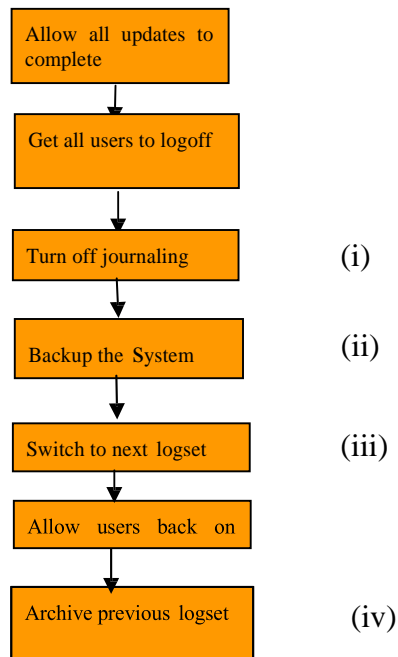 Allow all updates to
complete
Get all users to logoff
Turn off journaling (i)
Backup the System (ii)
Switch to next logset (iii)
Allow users back on
Archive previous logset (iv)